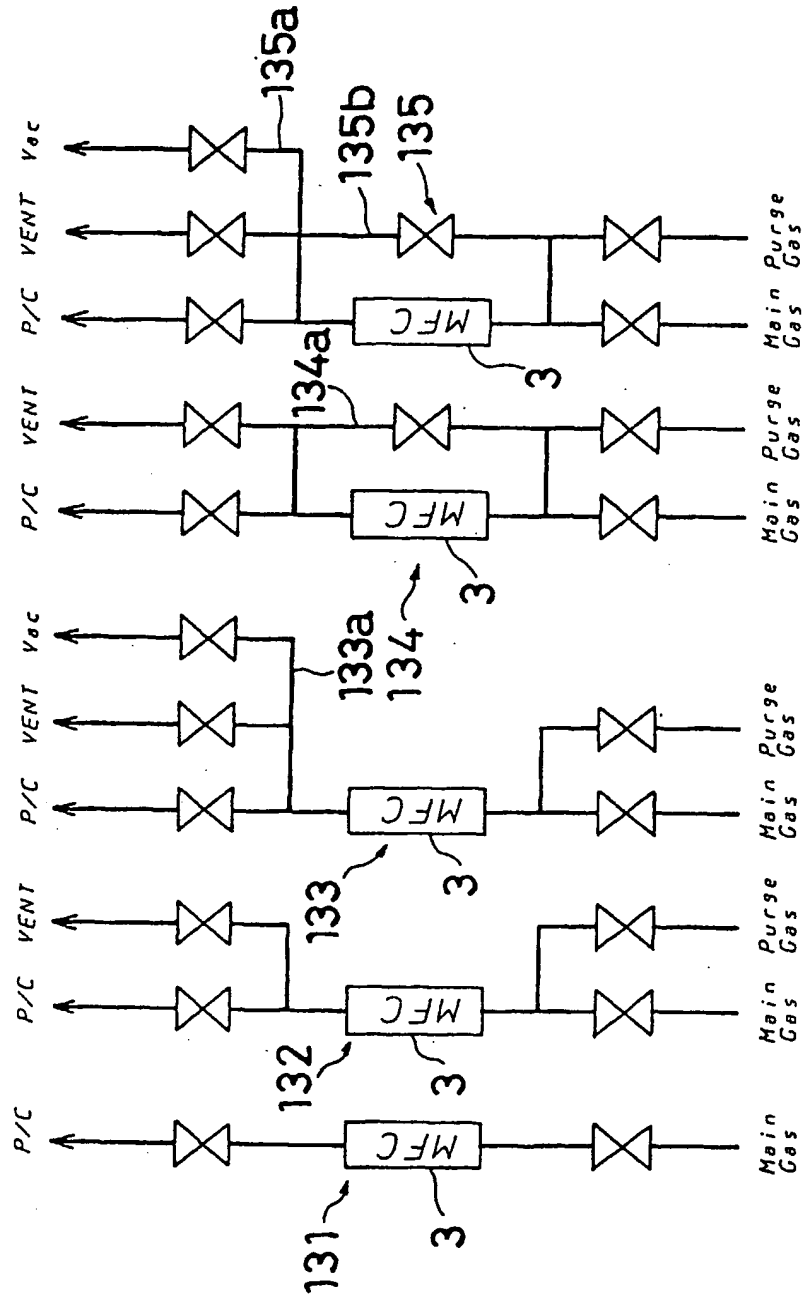 P/C
P/C VENT
P/C VENT Vac
P/C VENT
P/C VENT Vac
135a
135b
135
134a
133a
134
133
132
131
MFC
3
MFC
3
MFC
3
MFC
3
MFC
3
Main
Gas
Main Purge
Gas Gas
Main Purge
Gas Gas
Main Purge
Gas Gas
Main Purge
Gas Gas